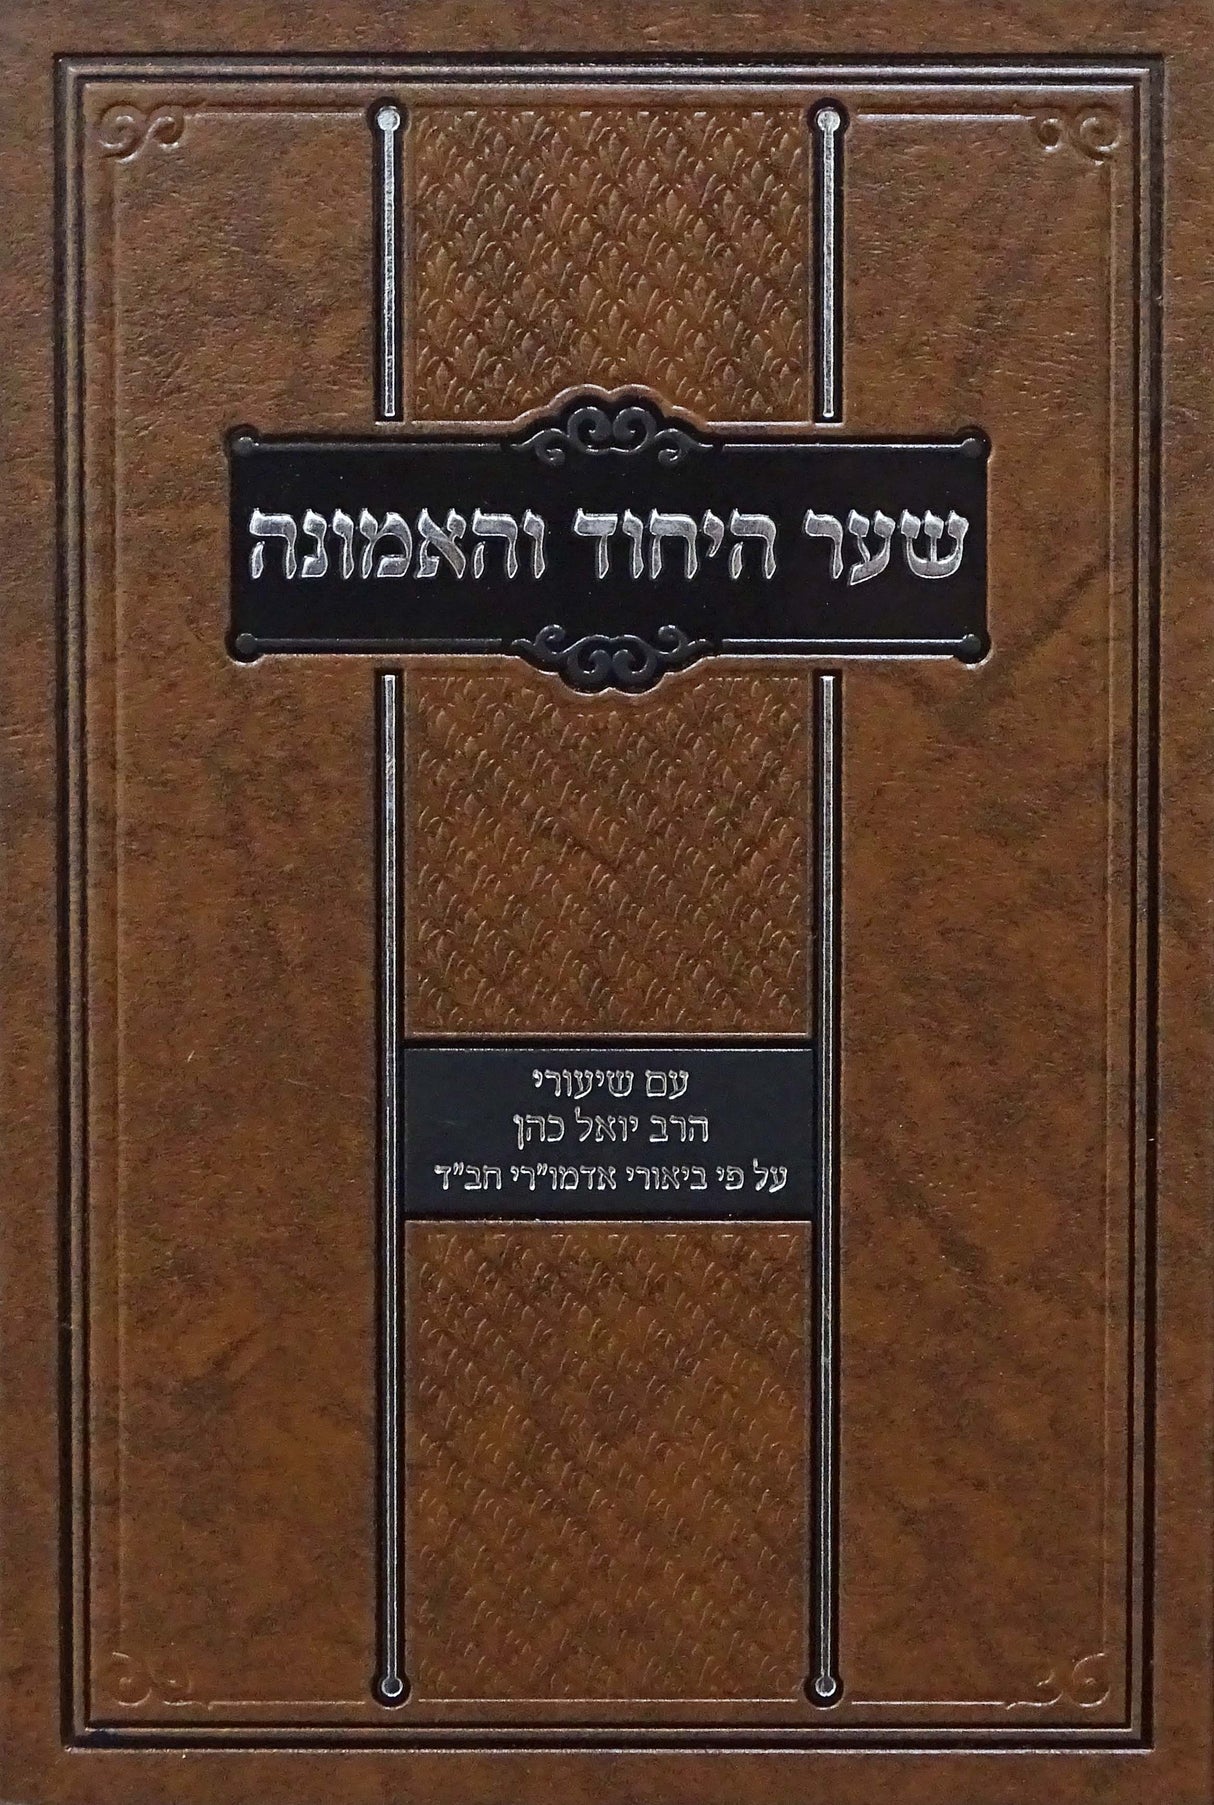 שער היחוד והאמונה
עם שיעורי
הרב יואל כהן
על פי ביאורי אדמו״רי חב״ד